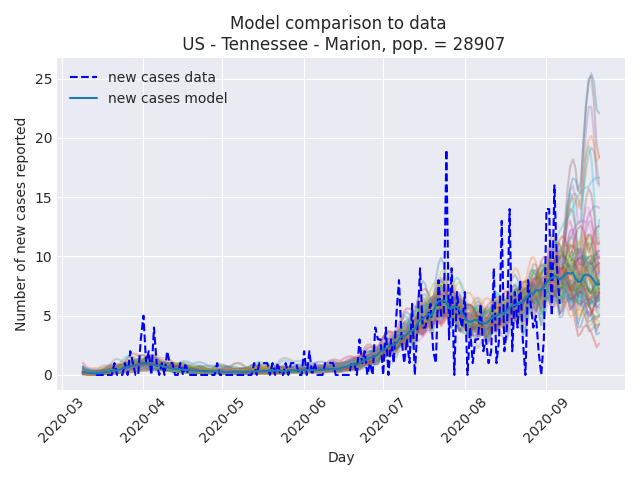 Model comparison to data
US - Tennessee - Marion, pop. = 28907
new cases data
new cases model
Number of new cases reported
25
20
15
10
5
0
2020-03
2020-04
2020-05
2020-06
2020-07
2020-08
2020-09
Day